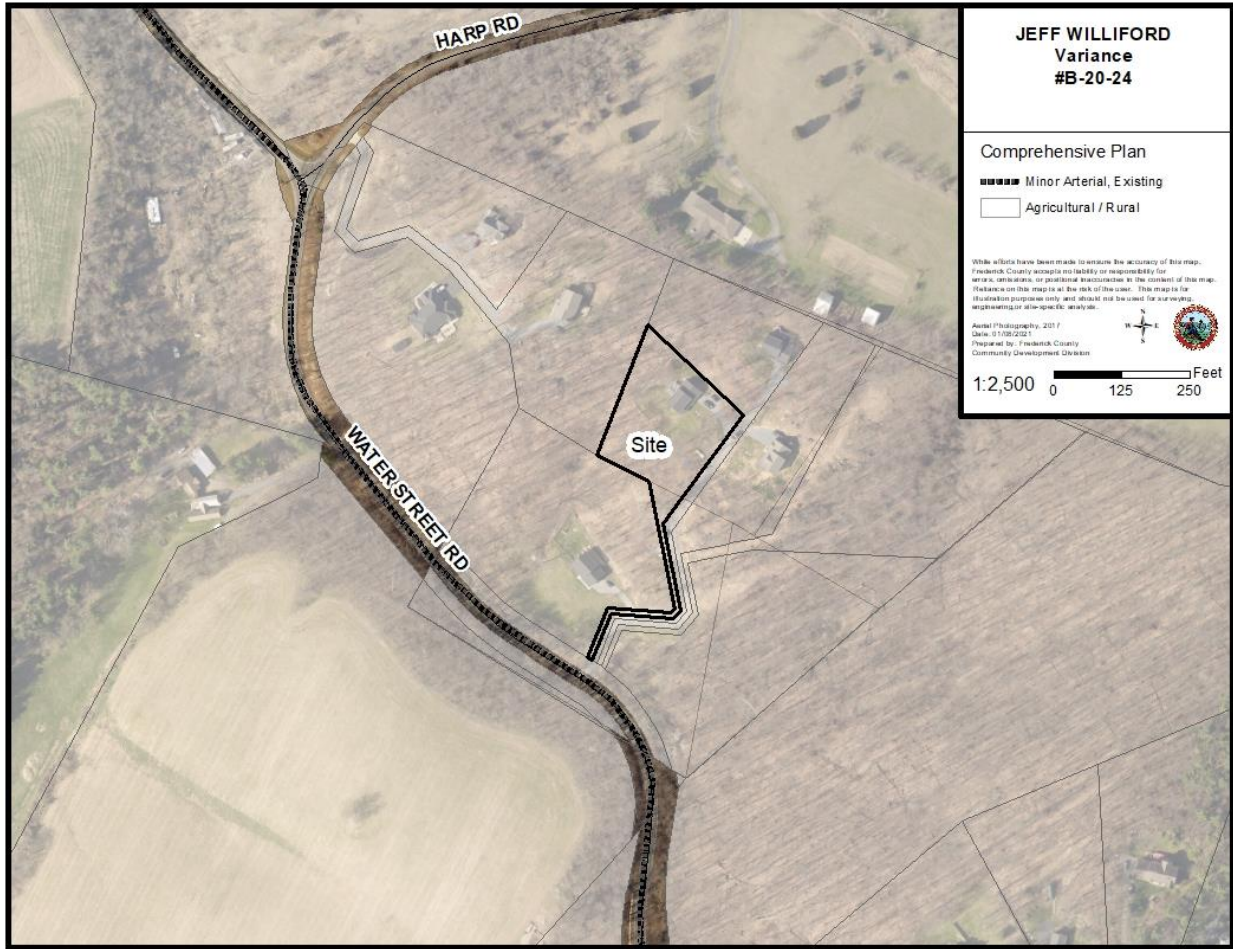 HARP RD
WATER STREET RD
Site
JEFF WILLIFORD
Variance
#B-20-24
Comprehensive Plan
Minor Arterial, Existing
Agricultural / Rural
While efforts have been made to ensure the accuracy of this map,
Frederick County accepts no liability or responsibility for
errors, omissions, or positional inaccuracies in the content of this map.
Reliance on this map is at the risk of the user. This map is for
illustration purposes only and should not be used for surveying,
engineering, or site-specific analysis.
Aerial Photography, 2017
Date: 01/08/2021
Prepared by: Frederick County
Community Development Division
N
W E
S
1:2,500
Feet
0 125 250